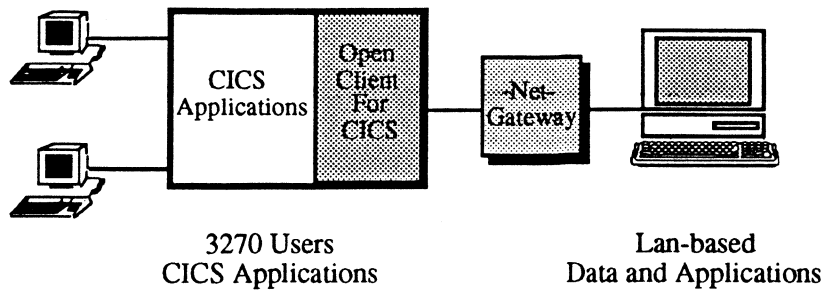 CICS
Applications
Open
Client
For
CICS
-Net-
Gateway
3270 Users
CICS Applications
Lan-based
Data and Applications